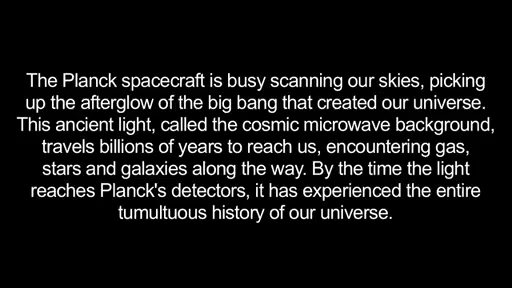 The Planck spacecraft is busy scanning our skies, picking
up the afterglow of the big bang that created our universe.
This ancient light, called the cosmic microwave background,
travels billions of years to reach us, encountering gas,
stars and galaxies along the way. By the time the light
reaches Planck's detectors, it has experienced the entire
tumultuous history of our universe.